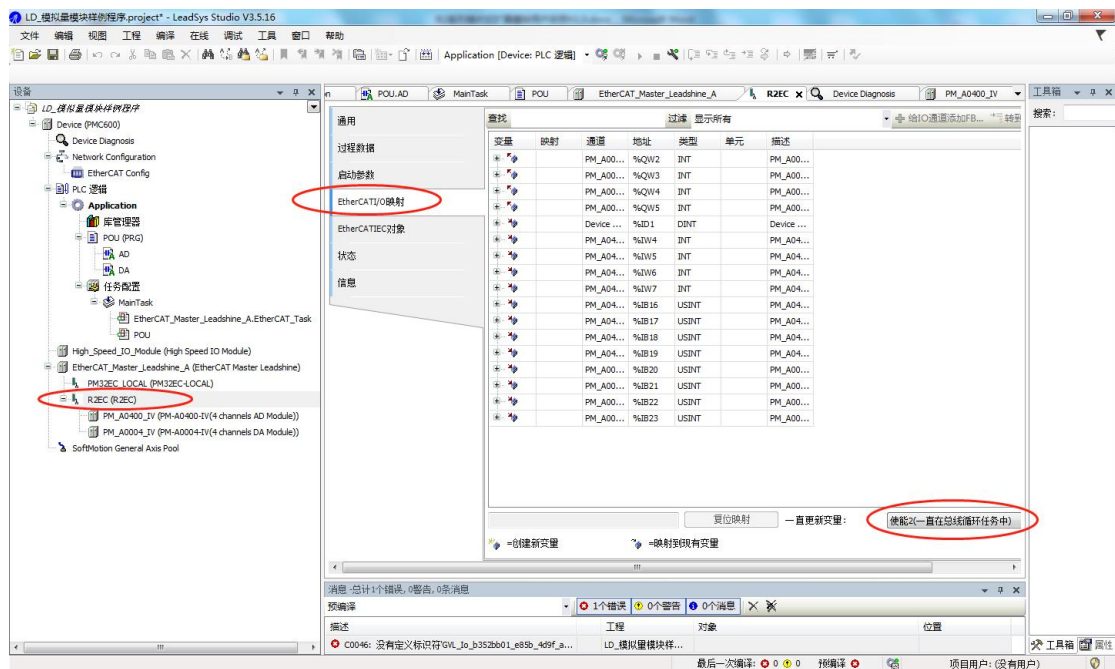 LD_模拟量模块样例程序.project* - LeadSys Studio V3.5.16
文件 编辑 视图 工程 编译 在线 调试 工具 窗口 帮助
Application [Device: PLC 逻辑]
设备
LD_模拟量模块样例程序
Device (PMC600)
Device Diagnosis
Network Configuration
EtherCAT Config
PLC 逻辑
Application
库管理器
POU (PRG)
AD
DA
任务配置
MainTask
EtherCAT_Master_Leadshine_A.EtherCAT_Task
POU
High_Speed_IO_Module (High Speed IO Module)
EtherCAT_Master_Leadshine_A (EtherCAT Master Leadshine)
PM32EC_LOCAL (PM32EC-LOCAL)
R2EC (R2EC)
PM_A0400_IV (PM-A0400-IV(4 channels AD Module))
PM_A0004_IV (PM-A0004-IV(4 channels DA Module))
SoftMotion General Axis Pool
POU.AD MainTask POU EtherCAT_Master_Leadshine_A R2EC Device Diagnosis PM_A0400_IV
通用
过程数据
启动参数
EtherCATI/O映射
EtherCATIEC对象
状态
信息
查找 过滤 显示所有 给IO通道添加FB... 转到
变量 映射 通道 地址 类型 单元 描述
PM_A00... %QW2 INT PM_A00...
PM_A00... %QW3 INT PM_A00...
PM_A00... %QW4 INT PM_A00...
PM_A00... %QW5 INT PM_A00...
Device ... %ID1 DINT Device ...
PM_A04... %IW4 INT PM_A04...
PM_A04... %IW5 INT PM_A04...
PM_A04... %IW6 INT PM_A04...
PM_A04... %IW7 INT PM_A04...
PM_A04... %IB16 USINT PM_A04...
PM_A04... %IB17 USINT PM_A04...
PM_A04... %IB18 USINT PM_A04...
PM_A04... %IB19 USINT PM_A04...
PM_A00... %IB20 USINT PM_A00...
PM_A00... %IB21 USINT PM_A00...
PM_A00... %IB22 USINT PM_A00...
PM_A00... %IB23 USINT PM_A00...
复位映射 一直更新变量: 使能2(一直在总线循环任务中)
=创建新变量 =映射到现有变量
消息 -总计1个错误, 0警告, 0条消息
预编译 1个错误 0个警告 0个消息
描述 工程 对象 位置
C0046: 没有定义标识符'GVL_Io_b352bb01_e85b_4d9f_a... LD_模拟量模块样...
工具箱
搜索:
工具箱 属性
最后一次编译: 0 0 预编译 项目用户: (没有用户)